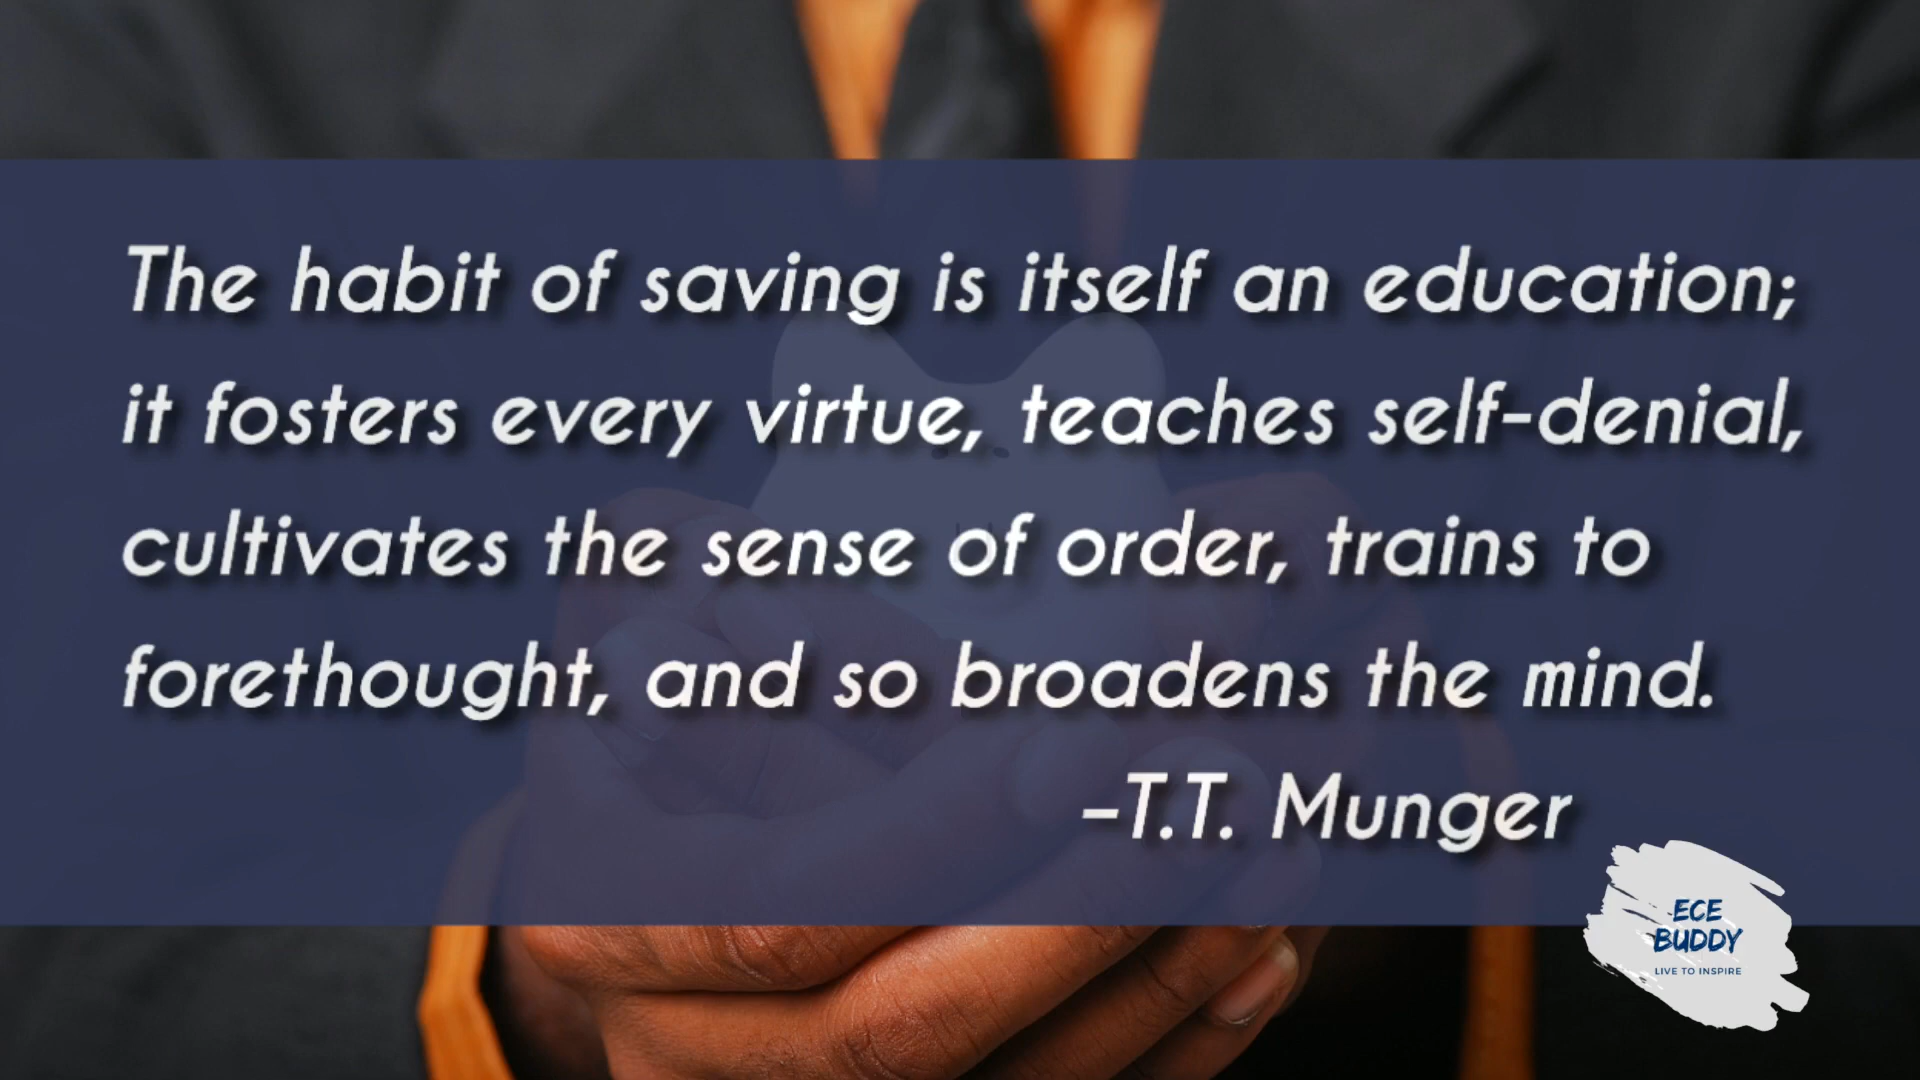 The habit of saving is itself an education;
it fosters every virtue, teaches self-denial,
cultivates the sense of order, trains to
forethought, and so broadens the mind.
–T.T. Munger
ECE
BUDDY
LIVE TO INSPIRE